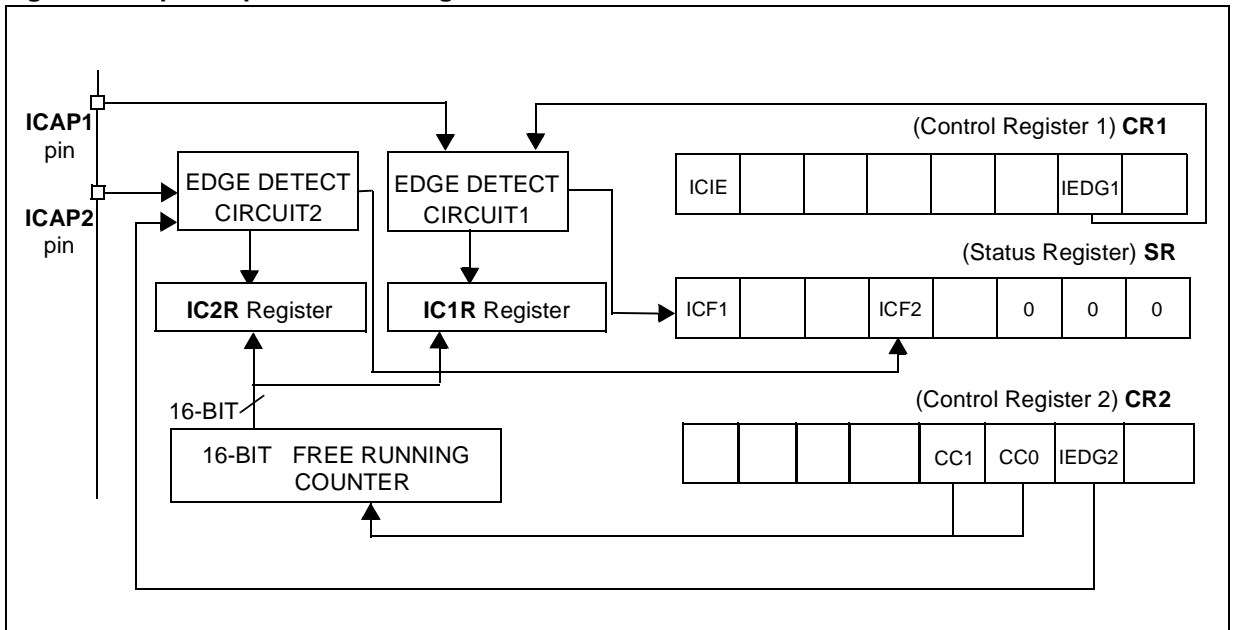 ICAP1
pin
ICAP2
pin
EDGE DETECT
CIRCUIT2
EDGE DETECT
CIRCUIT1
IC2R Register
IC1R Register
16-BIT
16-BIT FREE RUNNING
COUNTER
(Control Register 1) CR1
ICIE IEDG1
(Status Register) SR
ICF1 ICF2 0 0 0
(Control Register 2) CR2
CC1 CC0 IEDG2